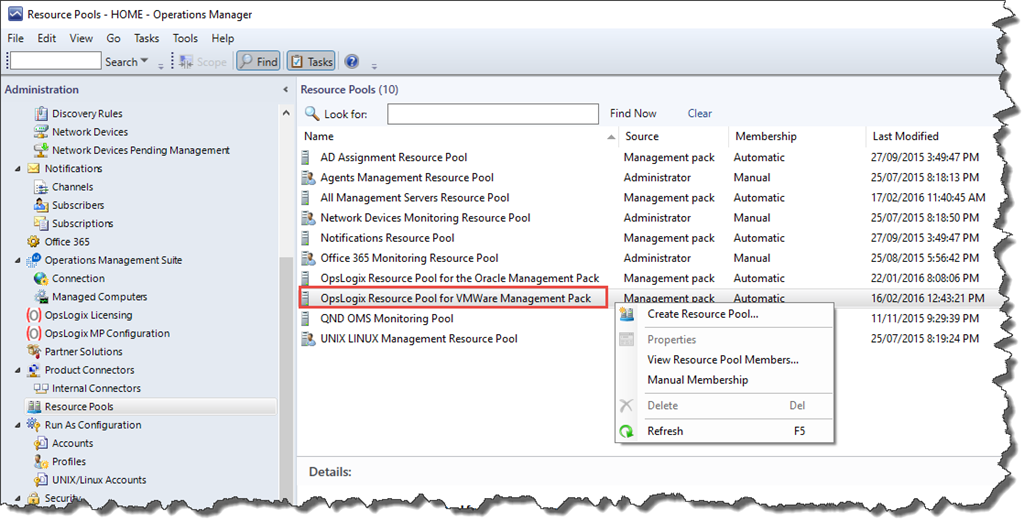 Resource Pools - HOME - Operations Manager
File Edit View Go Tasks Tools Help
Search Scope Find Tasks
Administration
Discovery Rules
Network Devices
Network Devices Pending Management
Notifications
Channels
Subscribers
Subscriptions
Office 365
Operations Management Suite
Connection
Managed Computers
OpsLogix Licensing
OpsLogix MP Configuration
Partner Solutions
Product Connectors
Internal Connectors
Resource Pools
Run As Configuration
Accounts
Profiles
UNIX/Linux Accounts
Security
Resource Pools (10)
Look for: Find Now Clear
Name Source Membership Last Modified
AD Assignment Resource Pool Management pack Automatic 27/09/2015 3:49:47 PM
Agents Management Resource Pool Administrator Manual 25/07/2015 8:18:13 PM
All Management Servers Resource Pool Management pack Automatic 17/02/2016 11:40:45 AM
Network Devices Monitoring Resource Pool Administrator Manual 25/07/2015 8:18:50 PM
Notifications Resource Pool Management pack Automatic 27/09/2015 3:49:47 PM
Office 365 Monitoring Resource Pool Administrator Manual 25/08/2015 5:56:42 PM
OpsLogix Resource Pool for the Oracle Management Pack Management pack Automatic 22/01/2016 8:08:06 PM
OpsLogix Resource Pool for VMWare Management Pack Management pack Automatic 16/02/2016 12:43:21 PM
QND OMS Monitoring Pool 11/11/2015 9:29:39 PM
UNIX LINUX Management Resource Pool 25/07/2015 8:19:24 PM
Create Resource Pool...
Properties
View Resource Pool Members...
Manual Membership
Delete Del
Refresh F5
Details: